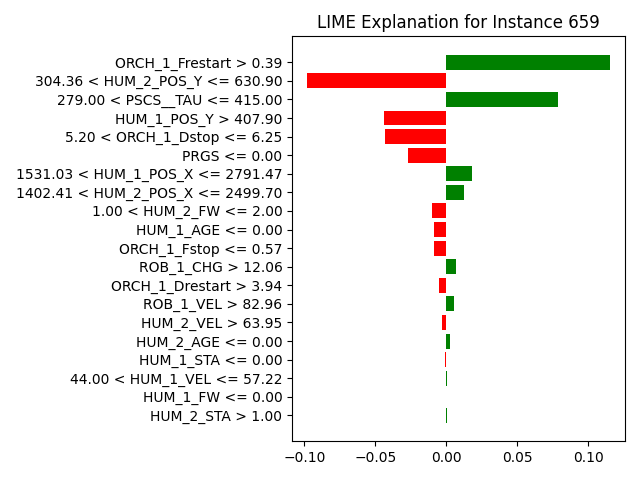 LIME Explanation for Instance 659
ORCH_1_Frestart > 0.39
304.36 < HUM_2_POS_Y <= 630.90
279.00 < PSCS__TAU <= 415.00
HUM_1_POS_Y > 407.90
5.20 < ORCH_1_Dstop <= 6.25
PRGS <= 0.00
1531.03 < HUM_1_POS_X <= 2791.47
1402.41 < HUM_2_POS_X <= 2499.70
1.00 < HUM_2_FW <= 2.00
HUM_1_AGE <= 0.00
ORCH_1_Fstop <= 0.57
ROB_1_CHG > 12.06
ORCH_1_Drestart > 3.94
ROB_1_VEL > 82.96
HUM_2_VEL > 63.95
HUM_2_AGE <= 0.00
HUM_1_STA <= 0.00
44.00 < HUM_1_VEL <= 57.22
HUM_1_FW <= 0.00
HUM_2_STA > 1.00
−0.10 −0.05 0.00 0.05 0.10